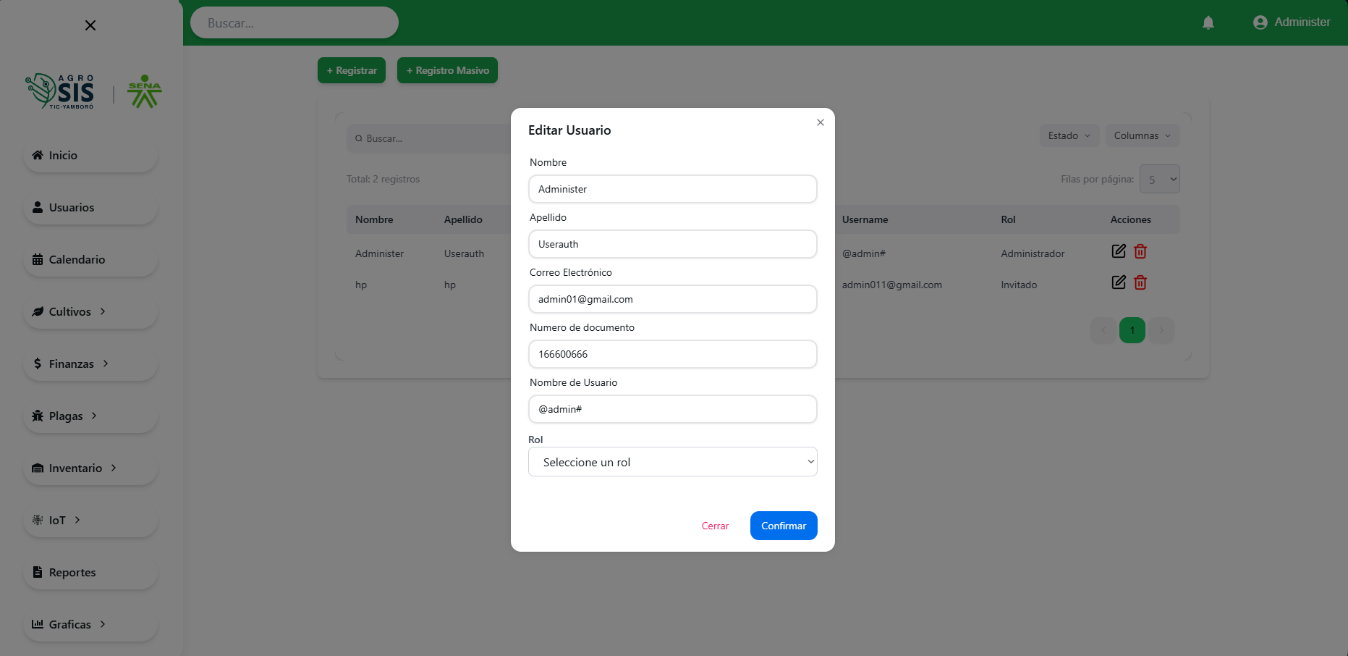 Buscar...
Administer
AGRO
SIS
TIC-YAMBORÓ
SENA
Inicio
Usuarios
Calendario
Cultivos
Finanzas
Plagas
Inventario
IoT
Reportes
Graficas
+ Registrar
+ Registro Masivo
Buscar...
Estado
Columnas
Total: 2 registros
Filas por página: 5
Nombre Apellido Username Rol Acciones
Administer Userauth @admin# Administrador
hp hp admin011@gmail.com Invitado
1
Editar Usuario
Nombre
Administer
Apellido
Userauth
Correo Electrónico
admin01@gmail.com
Numero de documento
166600666
Nombre de Usuario
@admin#
Rol
Seleccione un rol
Cerrar
Confirmar